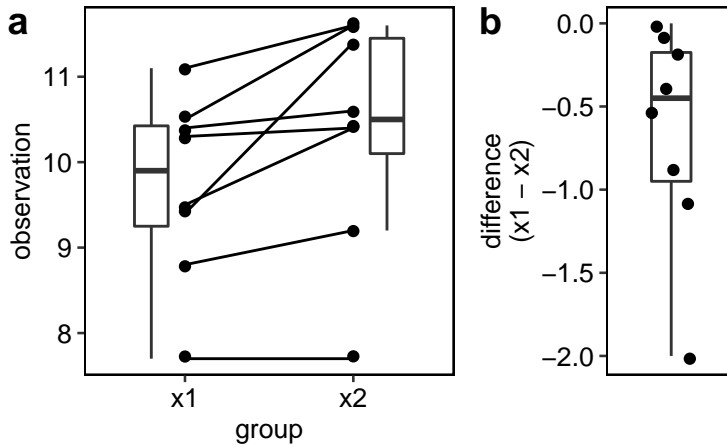 a
11
10
9
8
observation
x1 x2
group
b
0.0
−0.5
−1.0
−1.5
−2.0
difference
(x1 − x2)